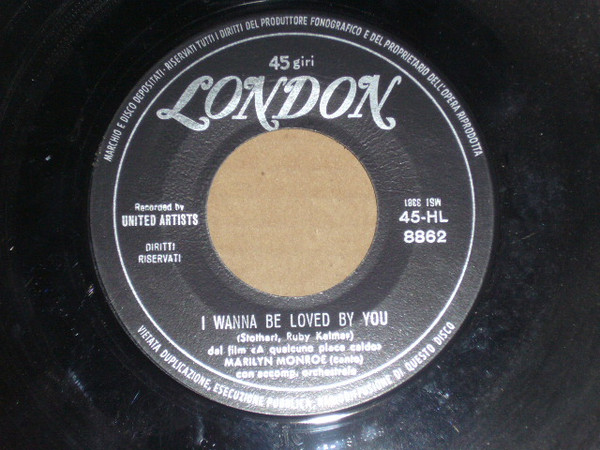 MARCHIO E DISCO DEPOSITATI - RISERVATI TUTTI I DIRITTI DEL PRODUTTORE FONOGRAFICO E DEL PROPRIETARIO DELL'OPERA RIPRODOTTA
45 giri
LONDON
Recorded by
UNITED ARTISTS
DIRITTI
RISERVATI
45-HL
8862
I WANNA BE LOVED BY YOU
(Stothart, Ruby Kalmar)
dal film «A qualcuno piace caldo»
MARILYN MONROE (canto)
con accomp. orchestrale
VIETATA DUPLICAZIONE, ESECUZIONE PUBBLICA, RADIODIFFUSIONE DI QUESTO DISCO